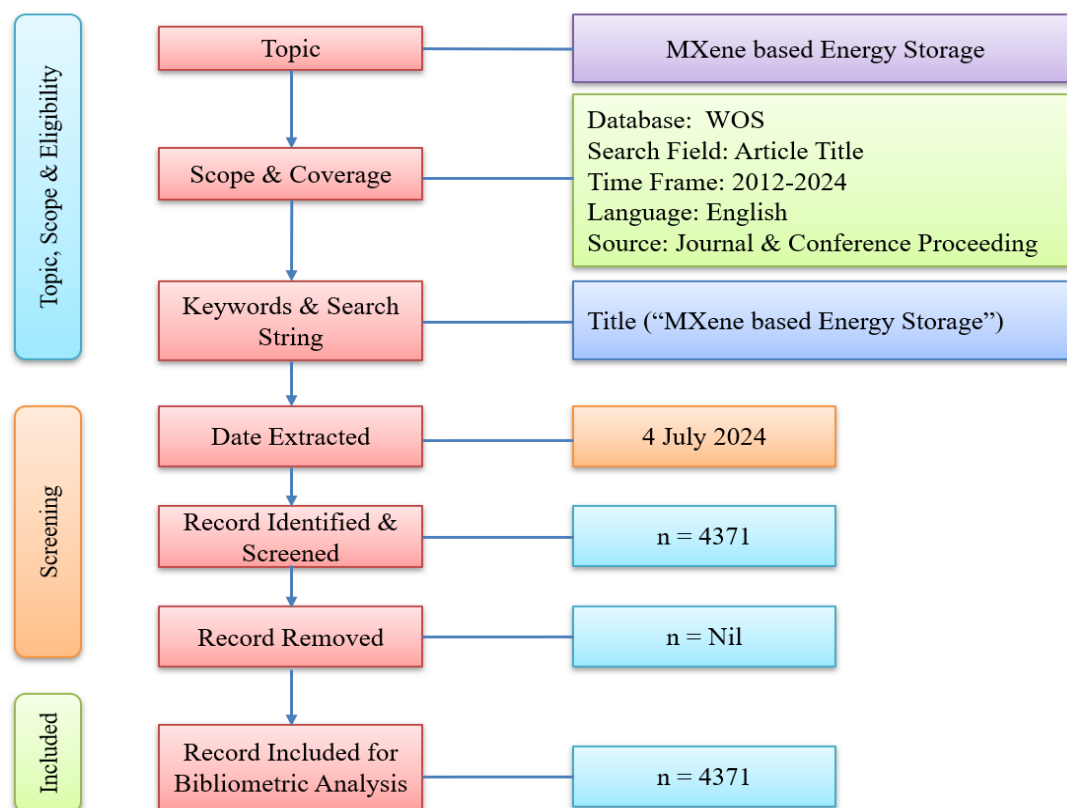 Topic, Scope & Eligibility
Topic
MXene based Energy Storage
Scope & Coverage
Database:  WOS
Search Field: Article Title
Time Frame: 2012-2024
Language: English
Source: Journal & Conference Proceeding
Keywords & Search
String
Title (“MXene based Energy Storage”)
Screening
Date Extracted
4 July 2024
Record Identified &
Screened
n = 4371
Record Removed
n = Nil
Included
Record Included for
Bibliometric Analysis
n = 4371